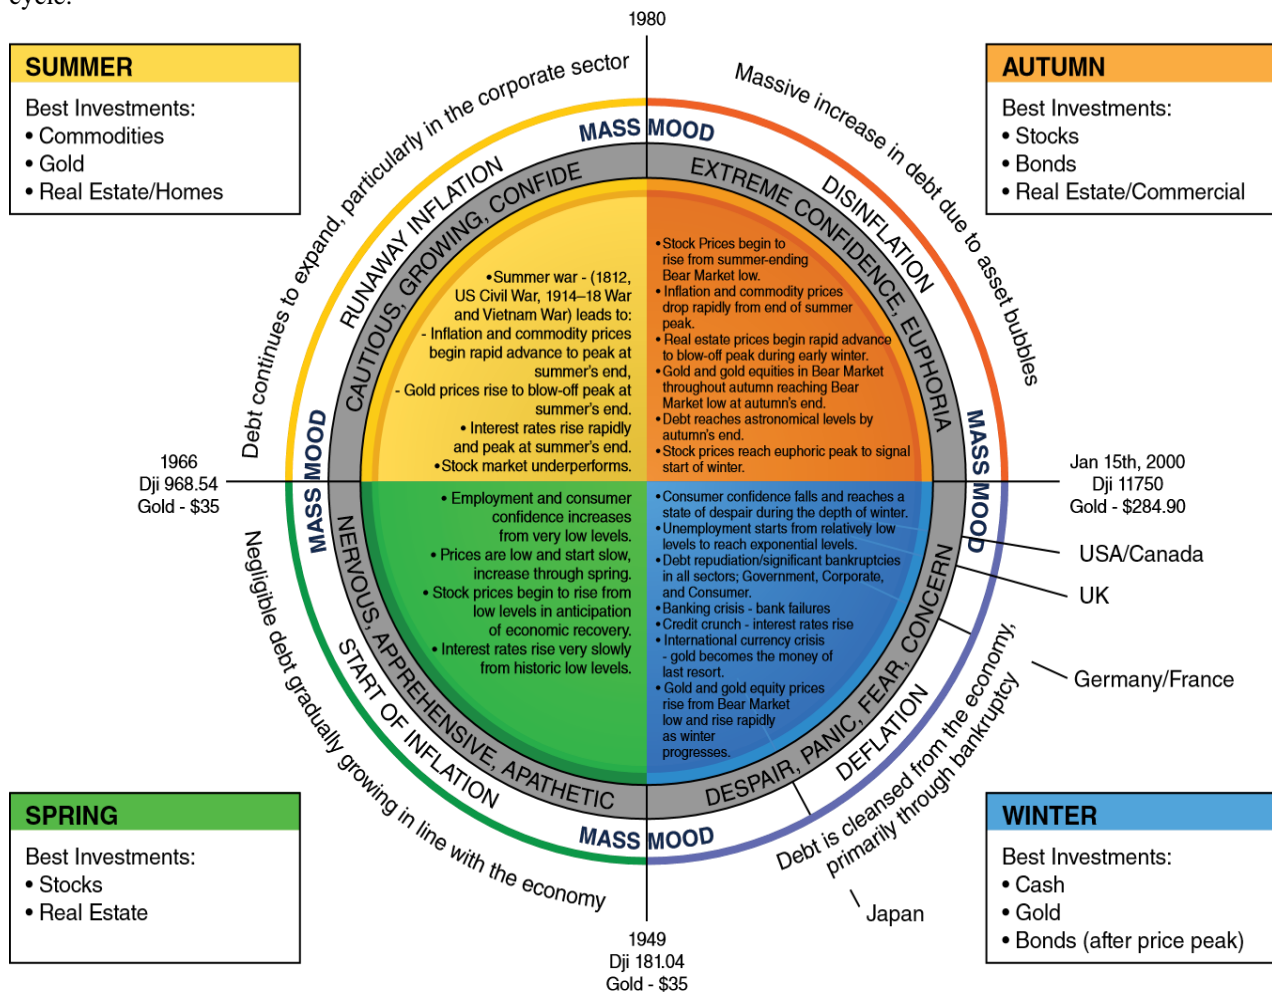 cycle.
1980
SUMMER
Best Investments:
• Commodities
• Gold
• Real Estate/Homes
AUTUMN
Best Investments:
• Stocks
• Bonds
• Real Estate/Commercial
Debt continues to expand, particularly in the corporate sector
Massive increase in debt due to asset bubbles
MASS MOOD
MASS MOOD
MASS MOOD
RUNAWAY INFLATION
DISINFLATION
CAUTIOUS, GROWING, CONFIDE
EXTREME CONFIDENCE, EUPHORIA
•Summer war - (1812,
US Civil War, 1914–18 War
and Vietnam War) leads to:
- Inflation and commodity prices
begin rapid advance to peak at
summer's end,
- Gold prices rise to blow-off peak at
summer's end.
• Interest rates rise rapidly
and peak at summer's end.
•Stock market underperforms.
•Stock Prices begin to
rise from summer-ending
Bear Market low.
•Inflation and commodity prices
drop rapidly from end of summer
peak.
•Real estate prices begin rapid advance
to blow-off peak during early winter.
•Gold and gold equities in Bear Market
throughout autumn reaching Bear
Market low at autumn's end.
•Debt reaches astronomical levels by
autumn's end.
•Stock prices reach euphoric peak to signal
start of winter.
1966
Dji 968.54
Gold - $35
Jan 15th, 2000
Dji 11750
Gold - $284.90
• Employment and consumer
confidence increases
from very low levels.
• Prices are low and start slow,
increase through spring.
• Stock prices begin to rise from
low levels in anticipation
of economic recovery.
• Interest rates rise very slowly
from historic low levels.
•Consumer confidence falls and reaches a
state of despair during the depth of winter.
•Unemployment starts from relatively low
levels to reach exponential levels.
•Debt repudiation/significant bankruptcies
in all sectors; Government, Corporate,
and Consumer.
•Banking crisis - bank failures
•Credit crunch - interest rates rise
•International currency crisis
- gold becomes the money of
last resort.
• Gold and gold equity prices
rise from Bear Market
low and rise rapidly
as winter
progresses.
USA/Canada
UK
Germany/France
Japan
NERVOUS, APPREHENSIVE, APATHETIC
DESPAIR, PANIC, FEAR, CONCERN
START OF INFLATION
DEFLATION
MASS MOOD
Negligible debt gradually growing in line with the economy
Debt is cleansed from the economy,
primarily through bankruptcy
SPRING
Best Investments:
• Stocks
• Real Estate
WINTER
Best Investments:
• Cash
• Gold
• Bonds (after price peak)
1949
Dji 181.04
Gold - $35